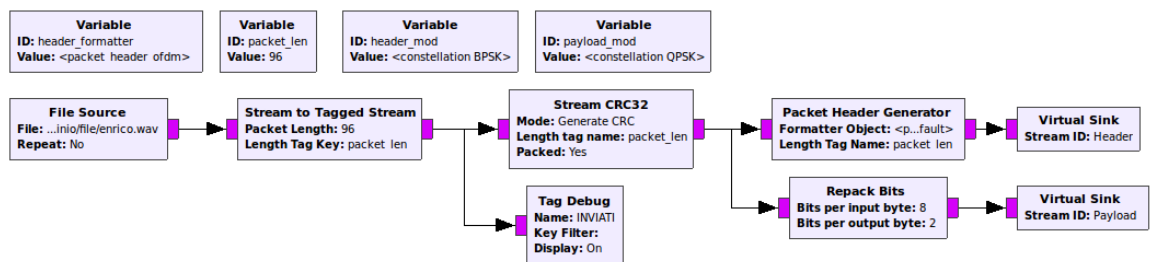 Variable
ID: header_formatter
Value: <packet_header_ofdm>
Variable
ID: packet_len
Value: 96
Variable
ID: header_mod
Value: <constellation BPSK>
Variable
ID: payload_mod
Value: <constellation QPSK>
File Source
File: ...inio/file/enrico.wav
Repeat: No
Stream to Tagged Stream
Packet Length: 96
Length Tag Key: packet_len
Stream CRC32
Mode: Generate CRC
Length tag name: packet_len
Packed: Yes
Packet Header Generator
Formatter Object: <p...fault>
Length Tag Name: packet_len
Virtual Sink
Stream ID: Header
Tag Debug
Name: INVIATI
Key Filter:
Display: On
Repack Bits
Bits per input byte: 8
Bits per output byte: 2
Virtual Sink
Stream ID: Payload